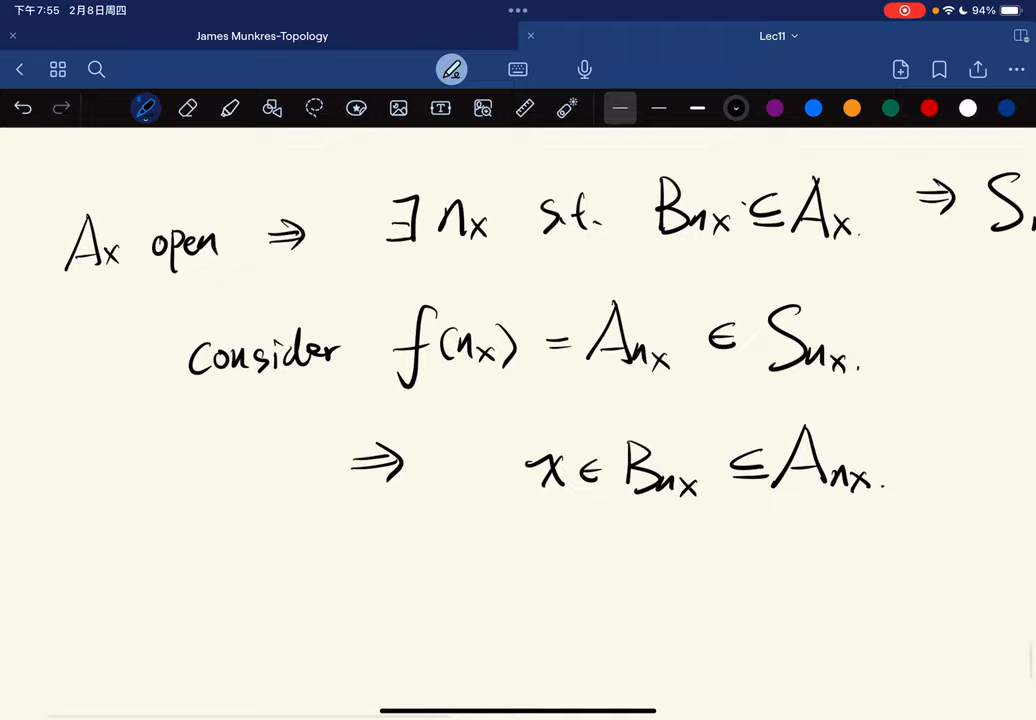 下午7:55 2月8日周四
94%
James Munkres-Topology
Lec11
Ax open ⇒ ∃ nx s.t. Bnx ⊆ Ax. ⇒ S
consider f(nx) = Anx ∈ Snx.
⇒ x ∈ Bnx ⊆ Anx.